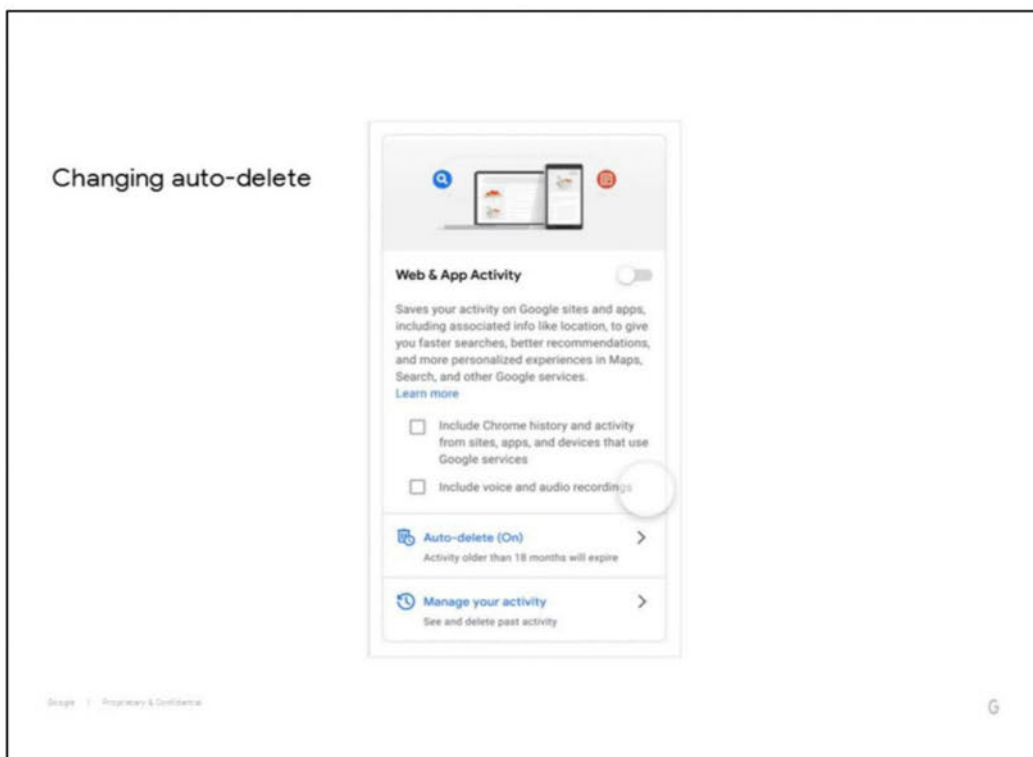 Changing auto-delete
Web & App Activity
Saves your activity on Google sites and apps,
including associated info like location, to give
you faster searches, better recommendations,
and more personalized experiences in Maps,
Search, and other Google services.
Learn more
Include Chrome history and activity
from sites, apps, and devices that use
Google services
Include voice and audio recordings
Auto-delete (On)
Activity older than 18 months will expire
Manage your activity
See and delete past activity
Google | Proprietary & Confidential
G